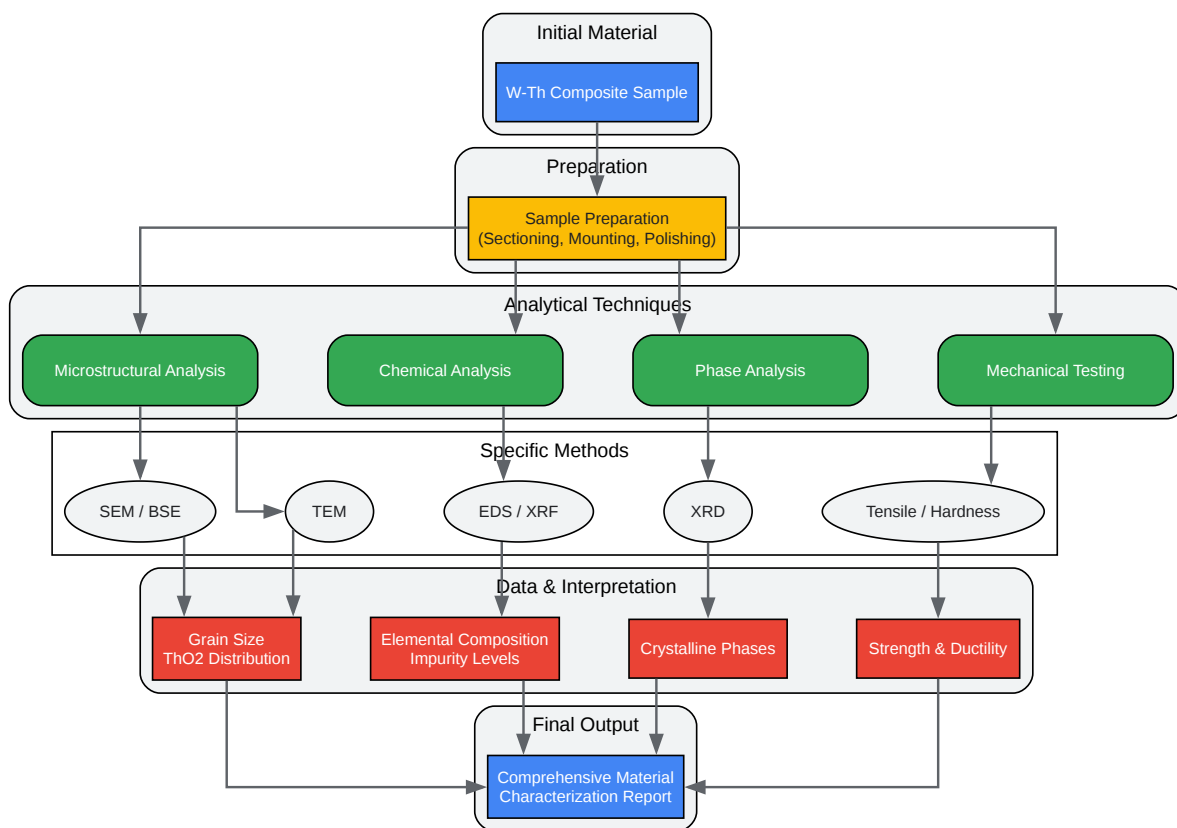 Initial Material
W-Th Composite Sample
Preparation
Sample Preparation
(Sectioning, Mounting, Polishing)
Analytical Techniques
Microstructural Analysis
Chemical Analysis
Phase Analysis
Mechanical Testing
Specific Methods
SEM / BSE
TEM
EDS / XRF
XRD
Tensile / Hardness
Data & Interpretation
Grain Size
ThO2 Distribution
Elemental Composition
Impurity Levels
Crystalline Phases
Strength & Ductility
Final Output
Comprehensive Material
Characterization Report